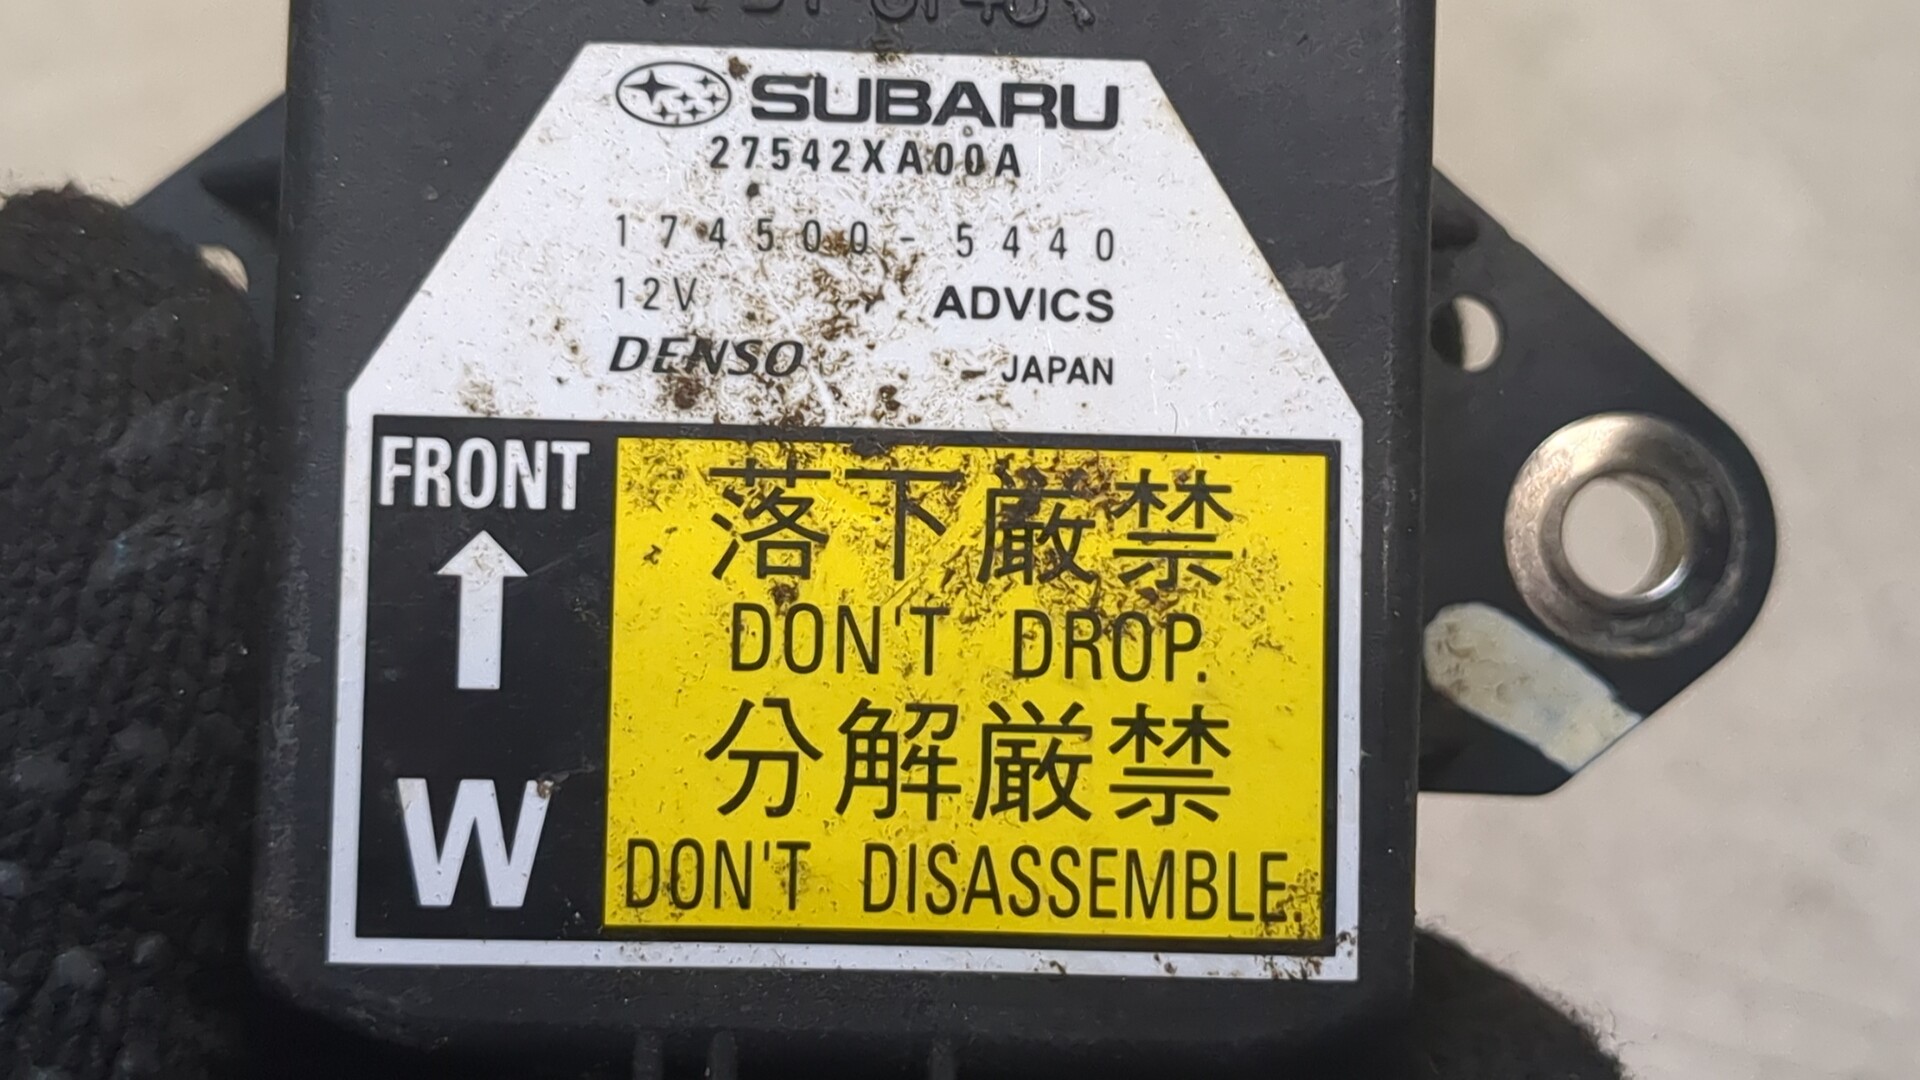 SUBARU
27542XA00A
174500-5440
12V ADVICS
DENSO JAPAN
FRONT
W
落下厳禁
DON'T DROP.
分解厳禁
DON'T DISASSEMBLE.